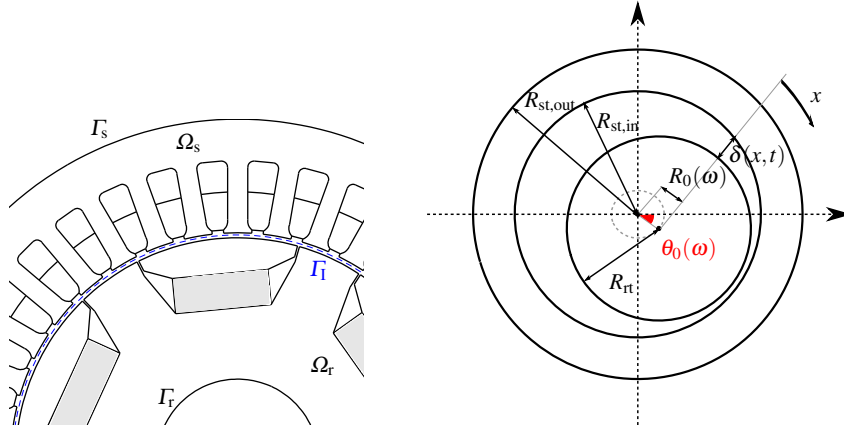 Γs
Ωs
ΓI
Ωr
Γr
x
Rst,out
Rst,in
δ(x,t)
R0(ω)
θ0(ω)
Rrt